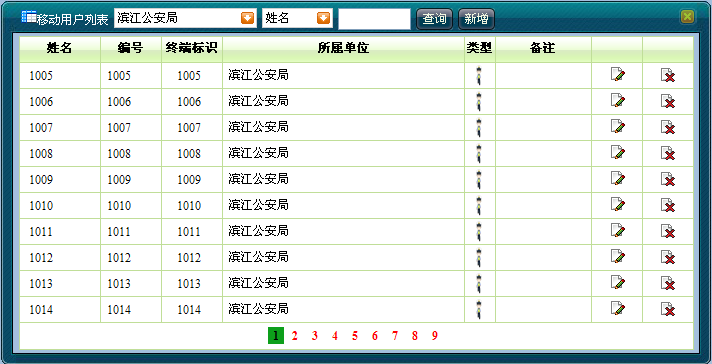 移动用户列表 滨江公安局 姓名 查询 新增
姓名 编号 终端标识 所属单位 类型 备注
1005 1005 1005 滨江公安局
1006 1006 1006 滨江公安局
1007 1007 1007 滨江公安局
1008 1008 1008 滨江公安局
1009 1009 1009 滨江公安局
1010 1010 1010 滨江公安局
1011 1011 1011 滨江公安局
1012 1012 1012 滨江公安局
1013 1013 1013 滨江公安局
1014 1014 1014 滨江公安局
1 2 3 4 5 6 7 8 9